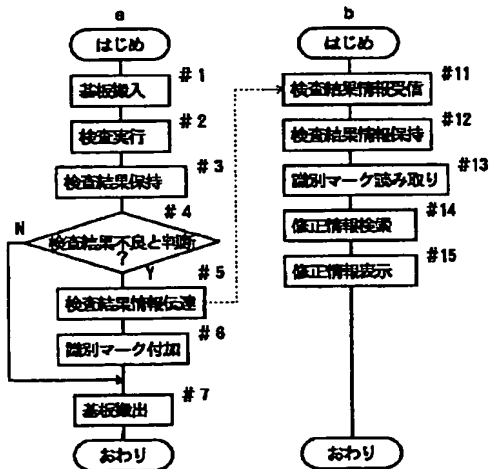 a
はじめ
#1
基板搬入
#2
検査実行
#3
検査結果保持
#4
N
検査結果不良と判断
?
Y
#5
検査結果情報伝達
#6
識別マーク付加
#7
基板搬出
おわり
b
はじめ
#11
検査結果情報受信
#12
検査結果情報保持
#13
識別マーク読み取り
#14
修正情報検索
#15
修正情報表示
おわり